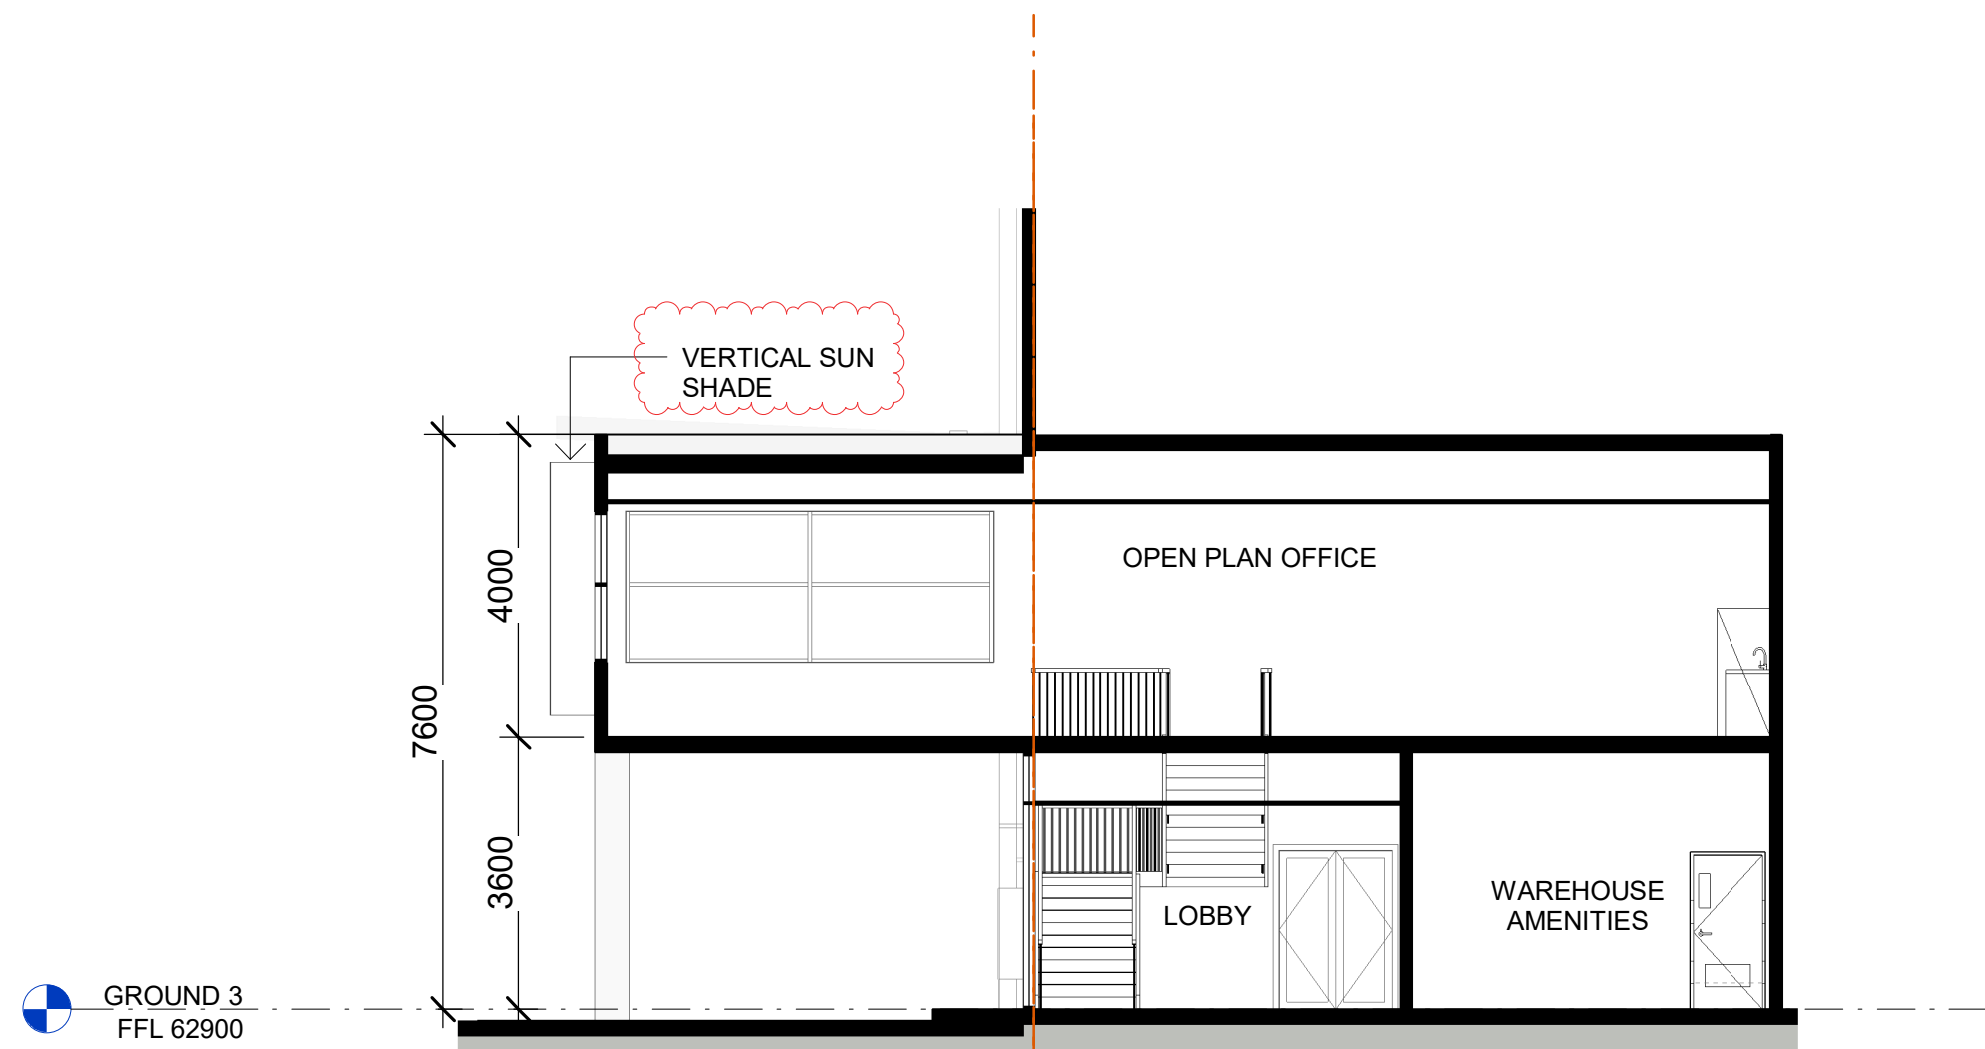 VERTICAL SUN
SHADE
OPEN PLAN OFFICE
4000
7600
3600
WAREHOUSE
AMENITIES
LOBBY
GROUND 3
FFL 62900